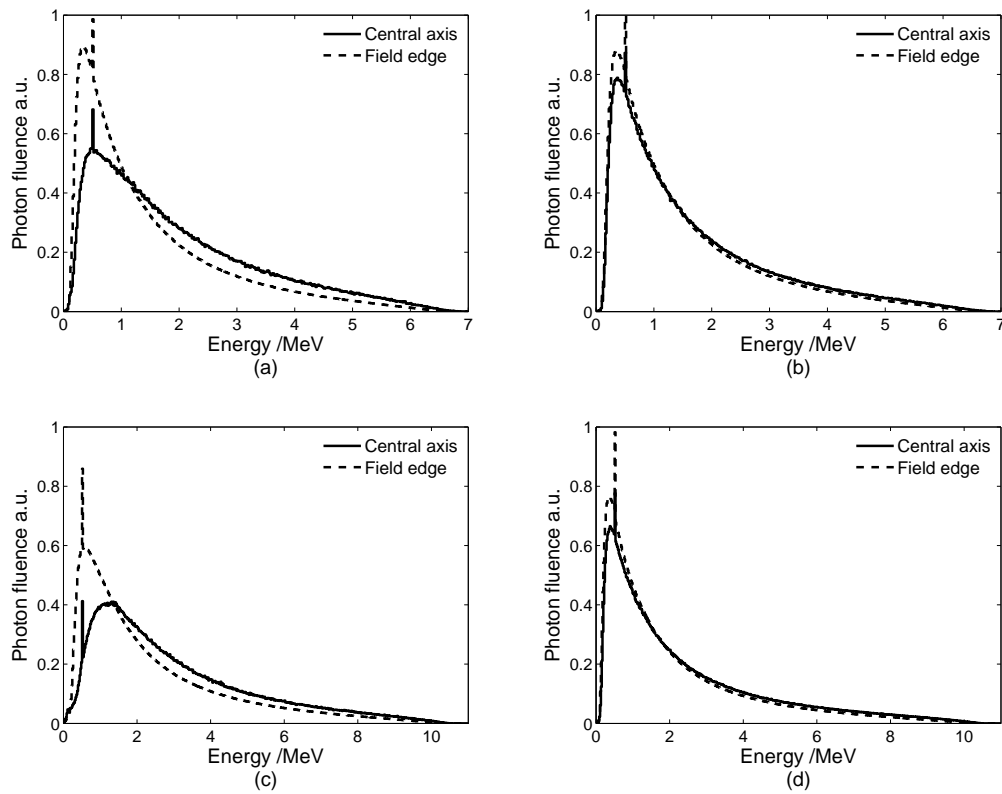 1
0.8
0.6
0.4
0.2
0
Photon fluence a.u.
Central axis
Field edge
0 1 2 3 4 5 6 7
Energy /MeV
(a)
1
0.8
0.6
0.4
0.2
0
Photon fluence a.u.
Central axis
Field edge
0 1 2 3 4 5 6 7
Energy /MeV
(b)
1
0.8
0.6
0.4
0.2
0
Photon fluence a.u.
Central axis
Field edge
0 2 4 6 8 10
Energy /MeV
(c)
1
0.8
0.6
0.4
0.2
0
Photon fluence a.u.
Central axis
Field edge
0 2 4 6 8 10
Energy /MeV
(d)